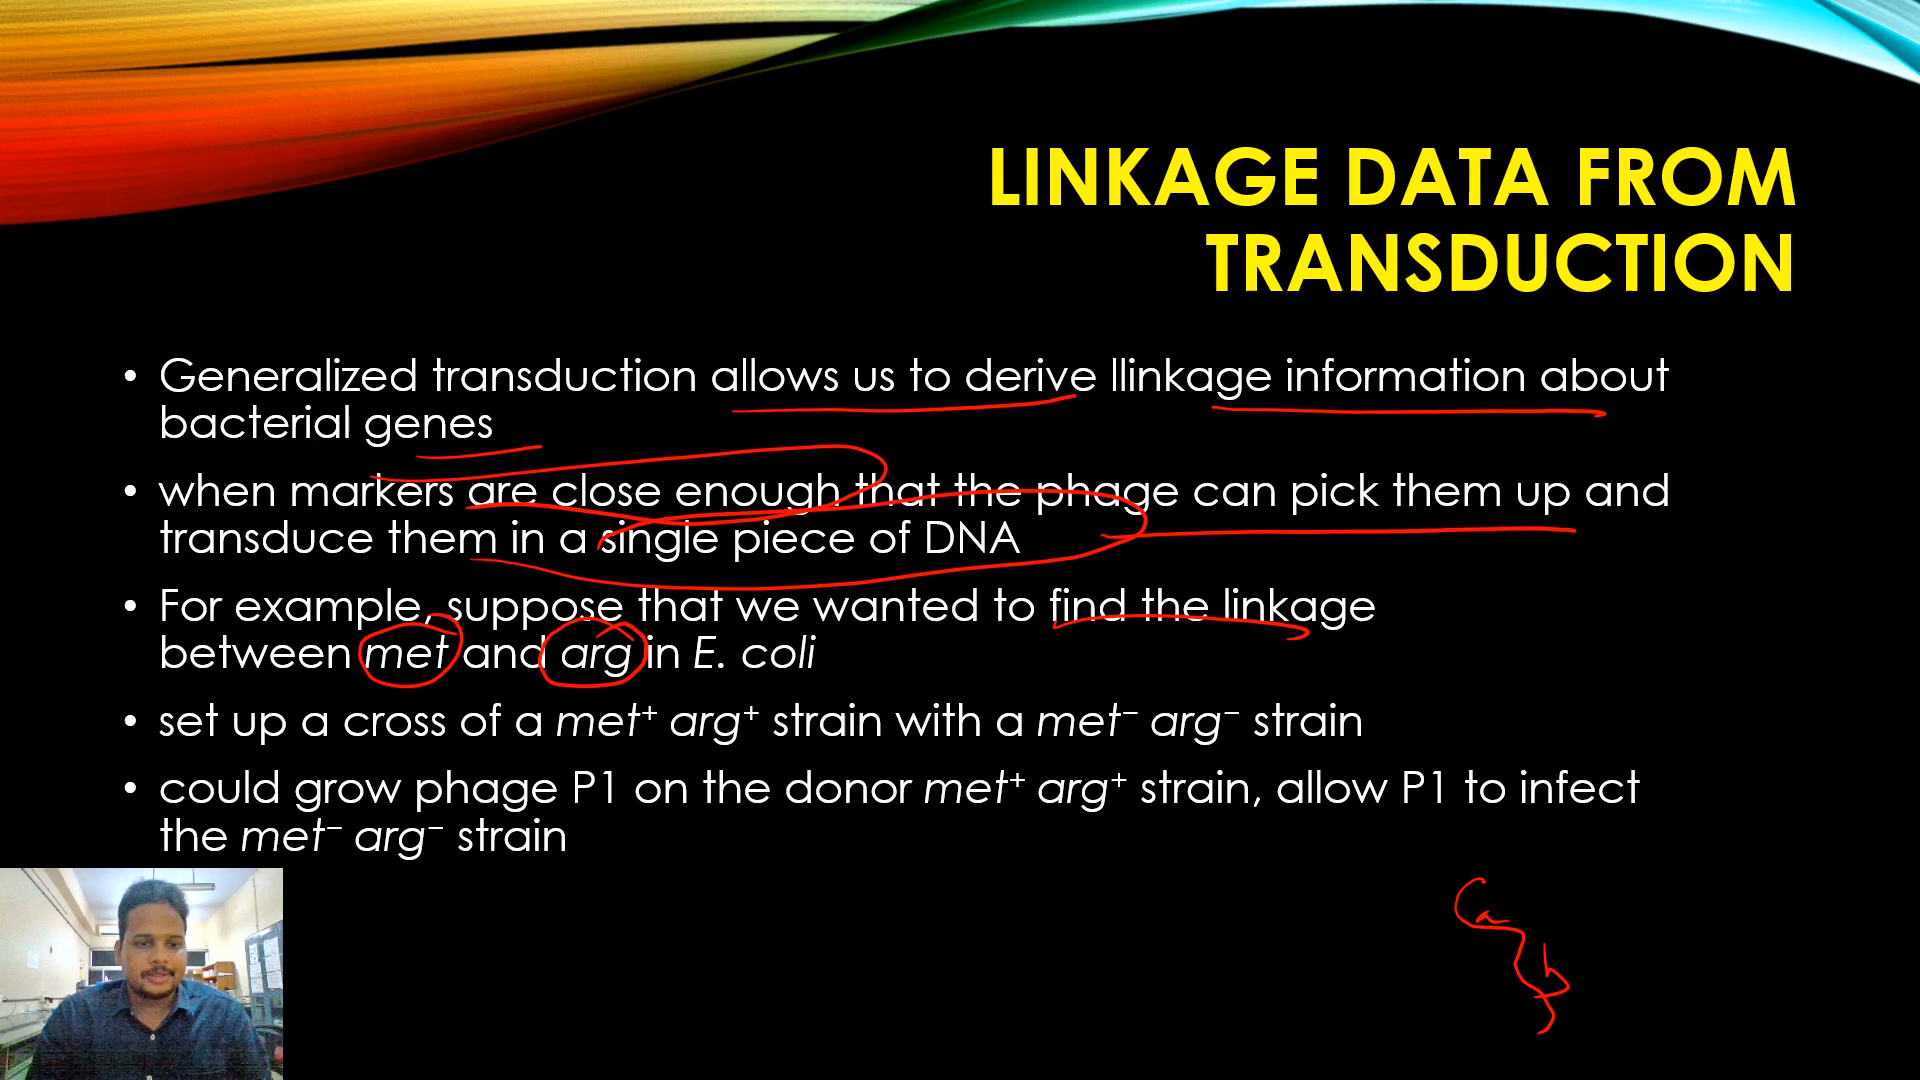 LINKAGE DATA FROM
TRANSDUCTION
• Generalized transduction allows us to derive llinkage information about
bacterial genes
• when markers are close enough that the phage can pick them up and
transduce them in a single piece of DNA
• For example, suppose that we wanted to find the linkage
between met and arg in E. coli
• set up a cross of a met⁺ arg⁺ strain with a met⁻ arg⁻ strain
• could grow phage P1 on the donor met⁺ arg⁺ strain, allow P1 to infect
the met⁻ arg⁻ strain
a
b